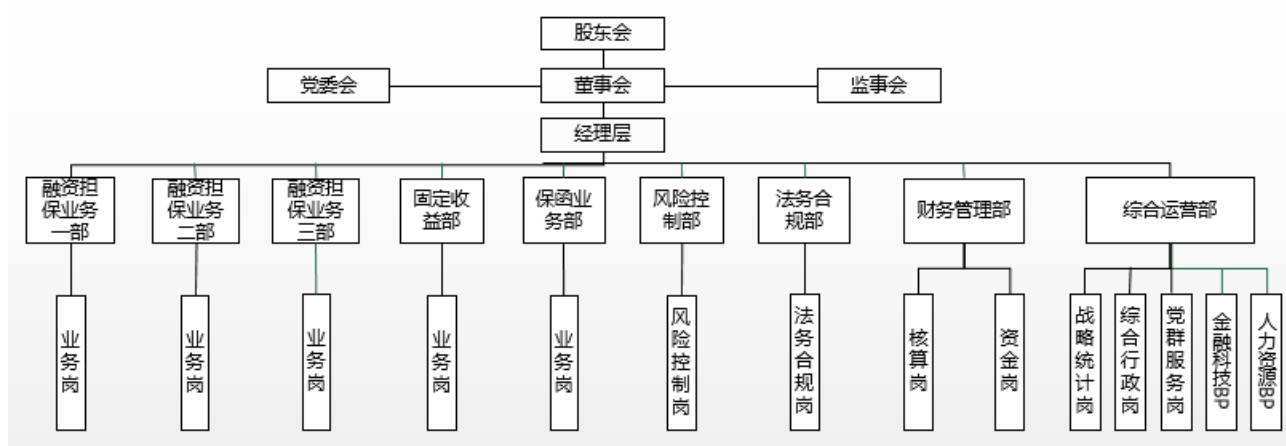 股东会
党委会
董事会
监事会
经理层
融资担
保业务
一部
融资担
保业务
二部
融资担
保业务
三部
固定收
益部
保函业
务部
风险控
制部
法务合
规部
财务管理部
综合运营部
业务岗
业务岗
业务岗
业务岗
业务岗
风险控制岗
法务合规岗
核算岗
资金岗
战略统计岗
综合行政岗
党群服务岗
金融科技BP
人力资源BP